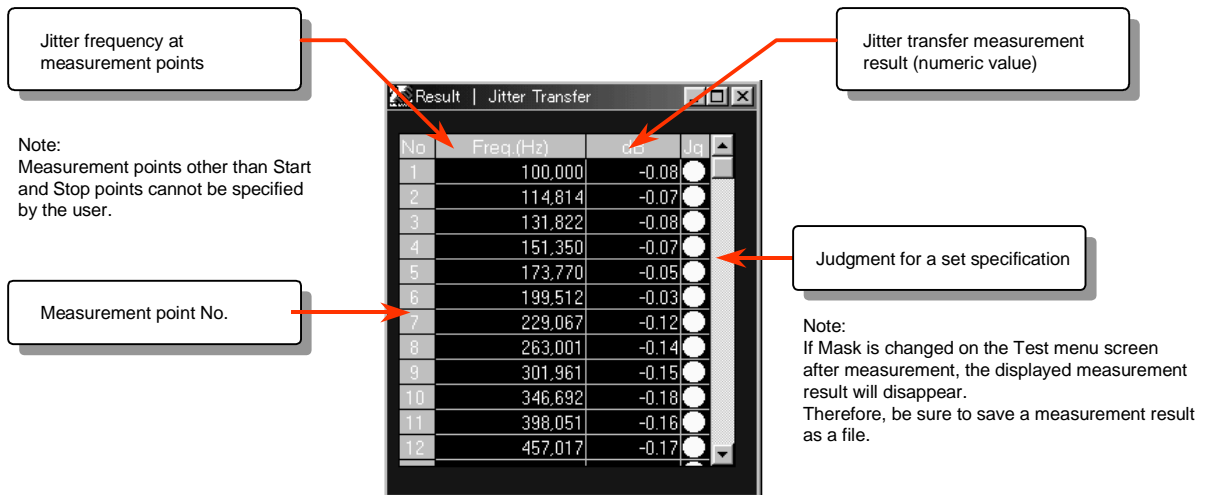 Jitter frequency at
measurement points
Jitter transfer measurement
result (numeric value)
Note:
Measurement points other than Start
and Stop points cannot be specified
by the user.
Measurement point No.
Result | Jitter Transfer
No Freq.(Hz) dB Jg
1 100,000 -0.08
2 114,814 -0.07
3 131,822 -0.08
4 151,350 -0.07
5 173,770 -0.05
6 199,512 -0.03
7 229,067 -0.12
8 263,001 -0.14
9 301,961 -0.15
10 346,692 -0.18
11 398,051 -0.16
12 457,017 -0.17
Judgment for a set specification
Note:
If Mask is changed on the Test menu screen
after measurement, the displayed measurement
result will disappear.
Therefore, be sure to save a measurement result
as a file.